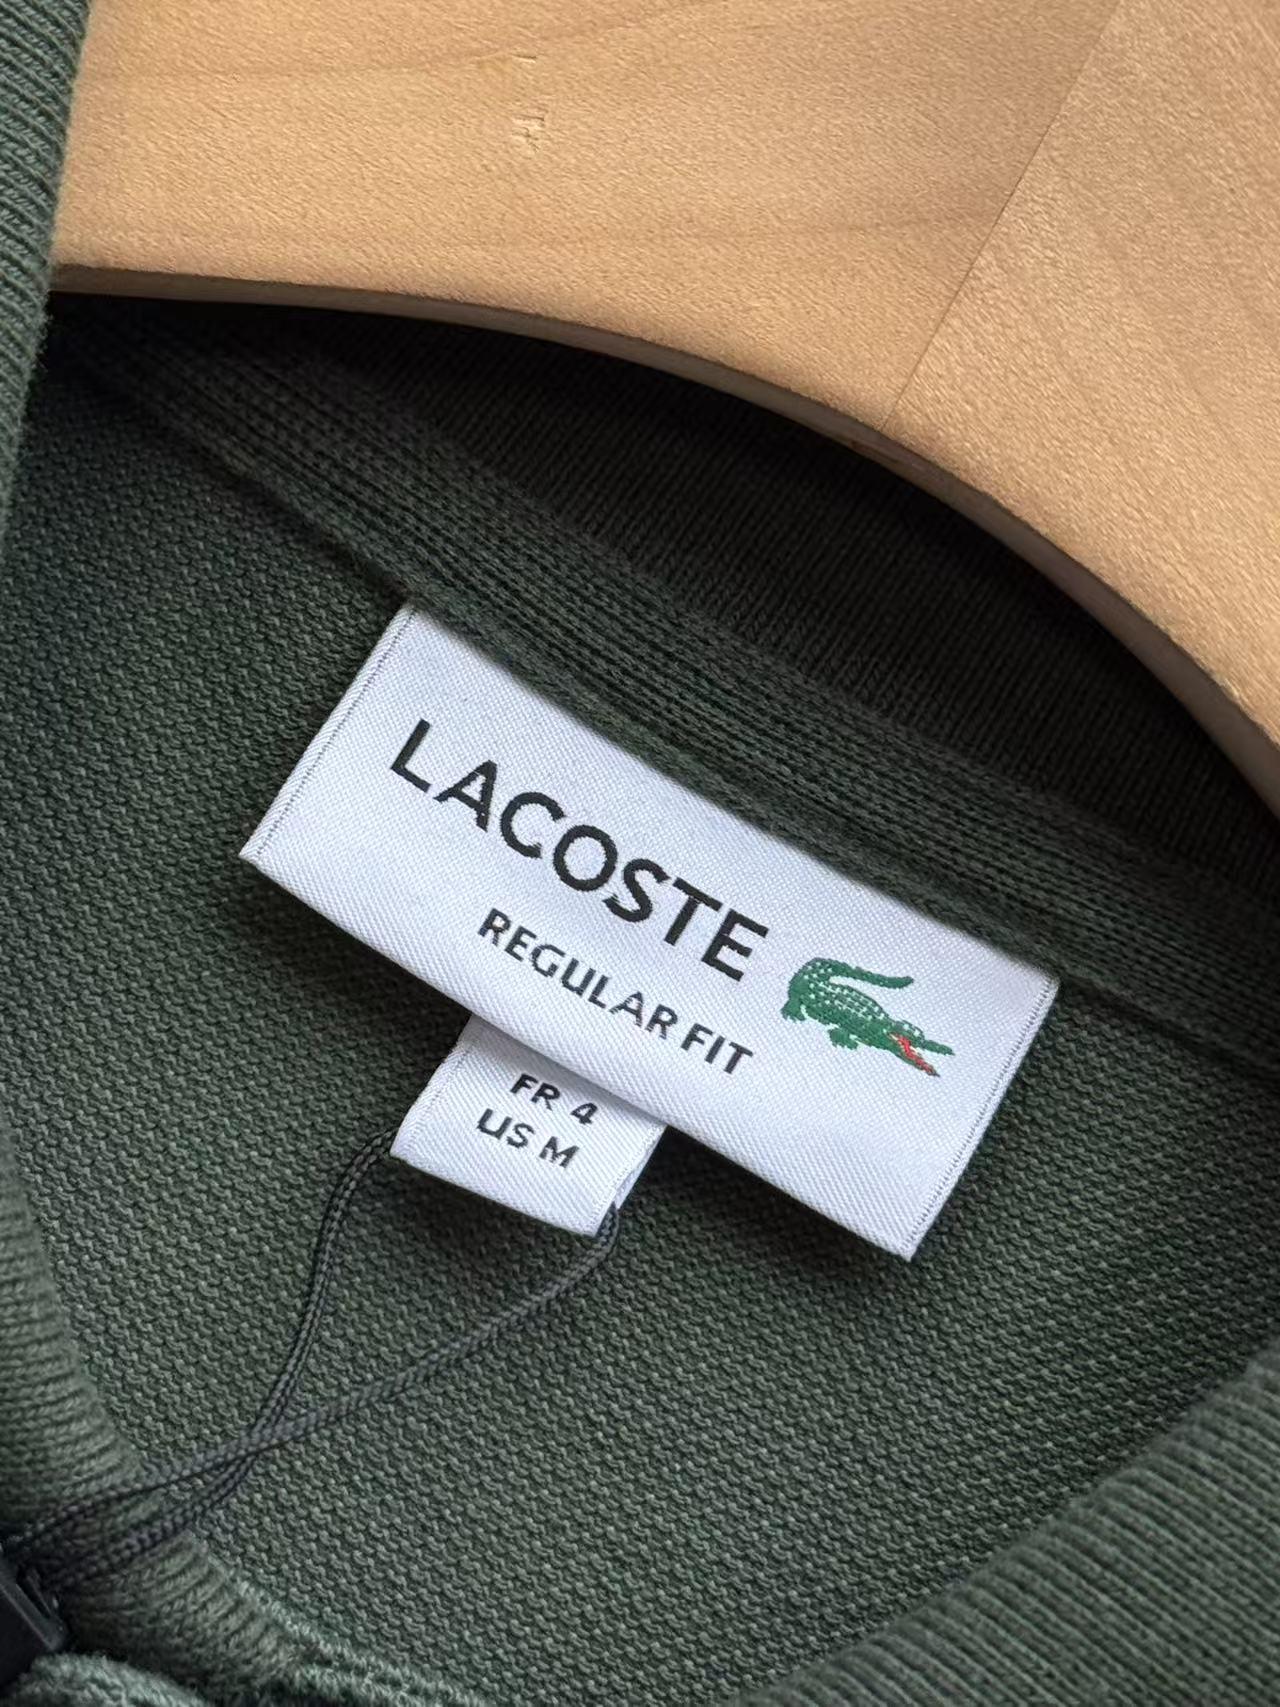 LACOSTE
REGULAR FIT
FR 4
US M